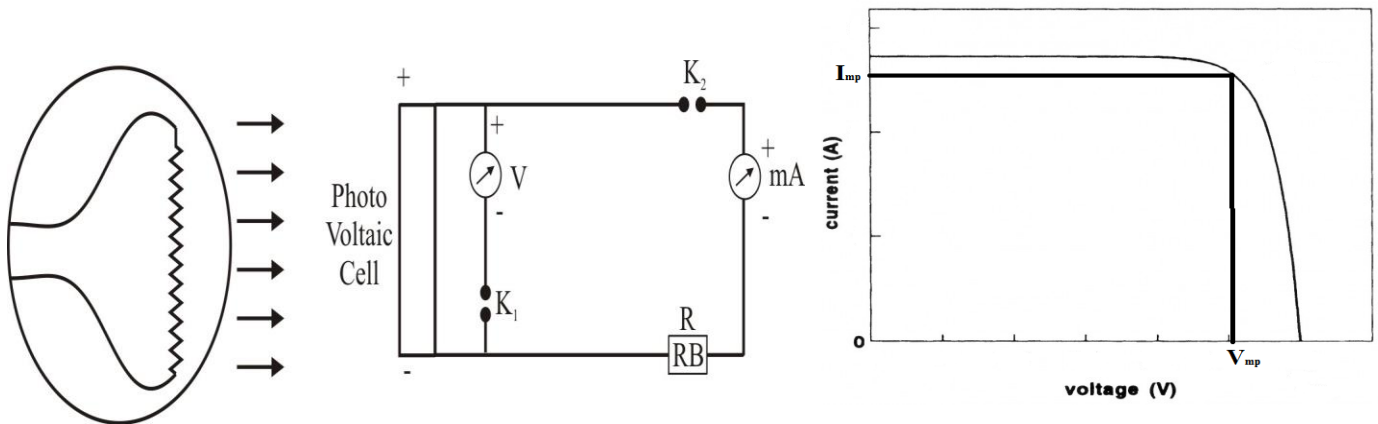 +
K₂
+
V
-
+
mA
-
Photo
Voltaic
Cell
K₁
R
RB
-
Iₘₚ
current (A)
0
Vₘₚ
voltage (V)